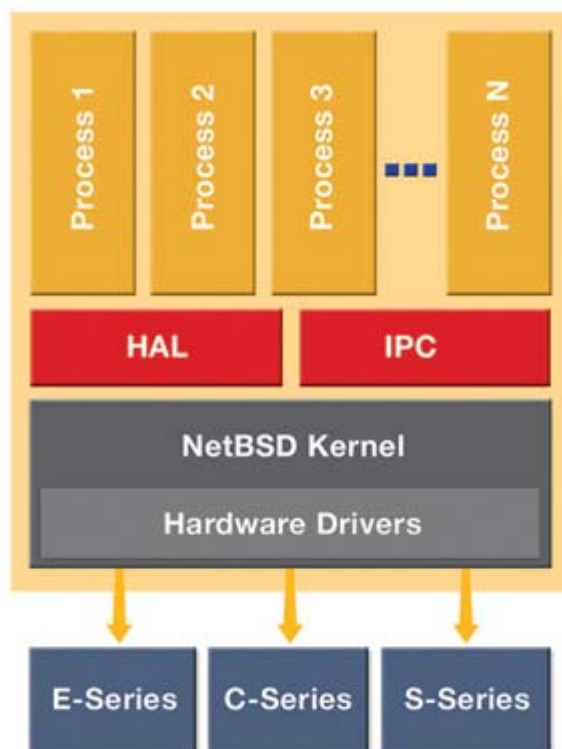 Process 1
Process 2
Process 3
Process N
HAL
IPC
NetBSD Kernel
Hardware Drivers
E-Series
C-Series
S-Series